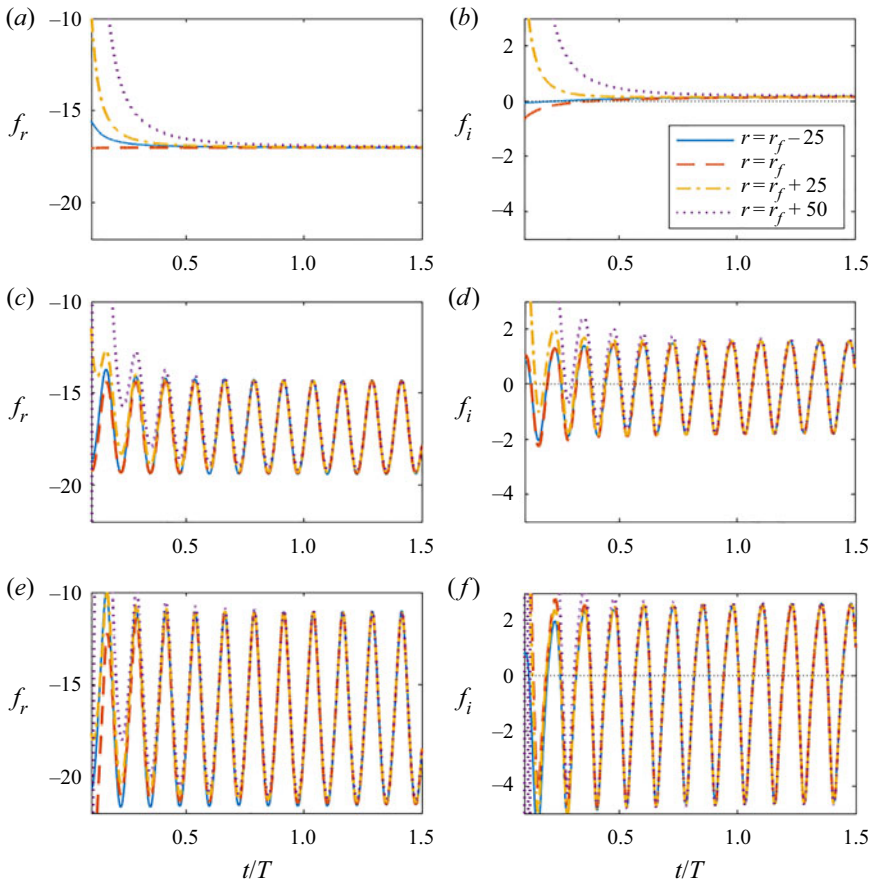 (a)
−10
−15
−20
f_r
0.5 1.0 1.5
(b)
2
0
−2
−4
f_i
r = r_f − 25
r = r_f
r = r_f + 25
r = r_f + 50
0.5 1.0 1.5
(c)
−10
−15
−20
f_r
0.5 1.0 1.5
(d)
2
0
−2
−4
f_i
0.5 1.0 1.5
(e)
−10
−15
−20
f_r
0.5 1.0 1.5
t/T
(f)
2
0
−2
−4
f_i
0.5 1.0 1.5
t/T